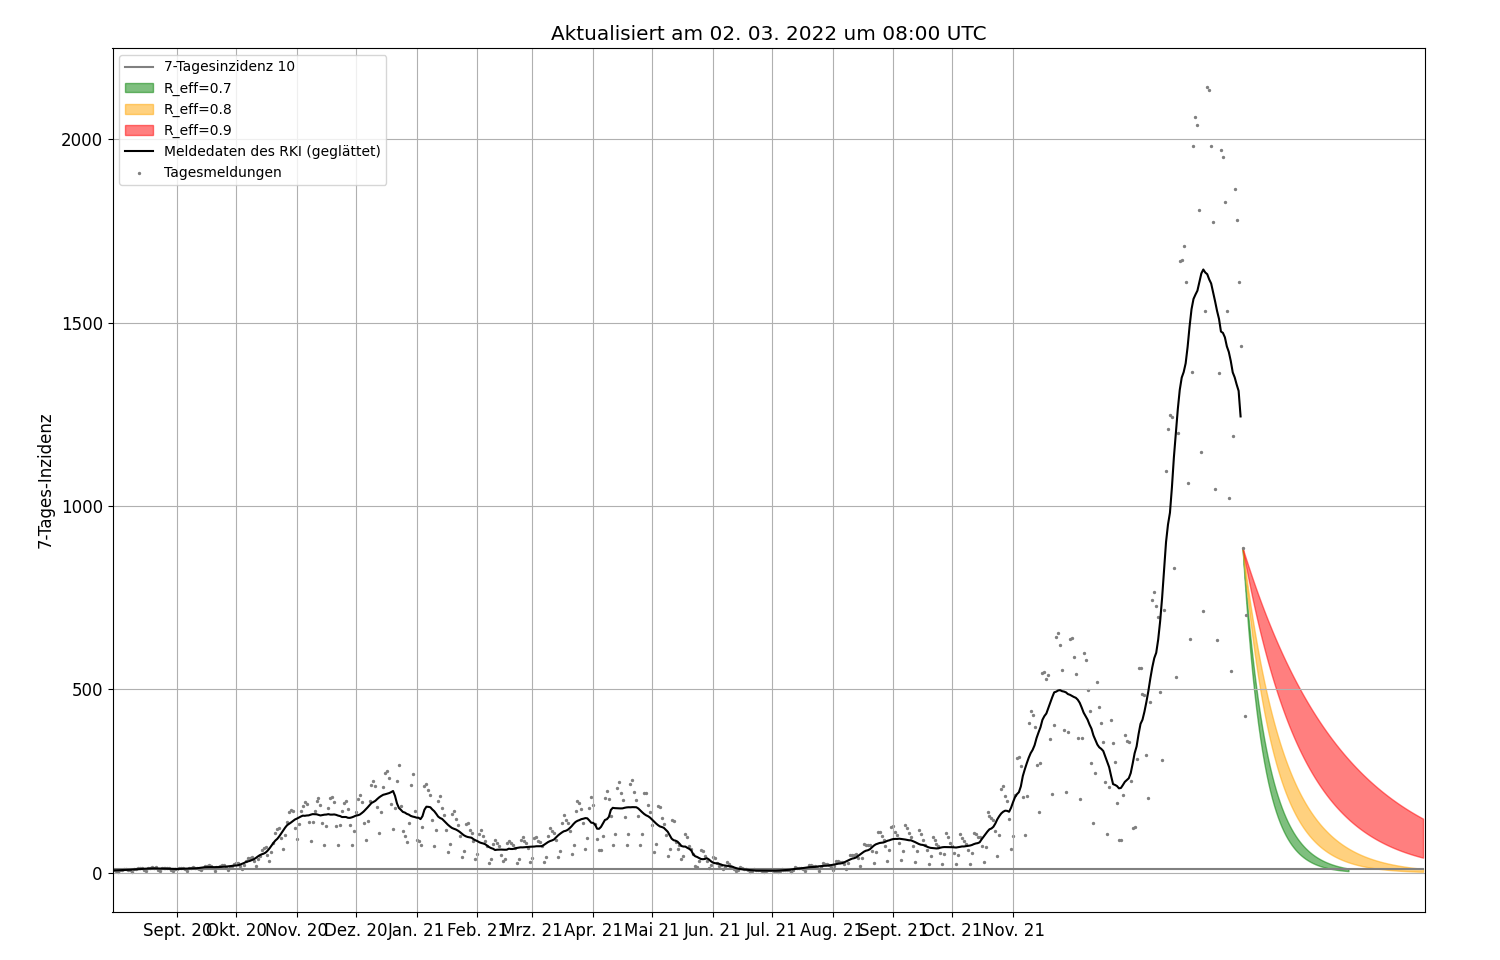 Aktualisiert am 02. 03. 2022 um 08:00 UTC
7-Tagesinzidenz 10
R_eff=0.7
R_eff=0.8
R_eff=0.9
Meldedaten des RKI (geglättet)
Tagesmeldungen
7-Tages-Inzidenz
2000
1500
1000
500
0
Sept. 20 Okt. 20 Nov. 20 Dez. 20 Jan. 21 Feb. 21 Mrz. 21 Apr. 21 Mai 21 Jun. 21 Jul. 21 Aug. 21 Sept. 21 Oct. 21 Nov. 21